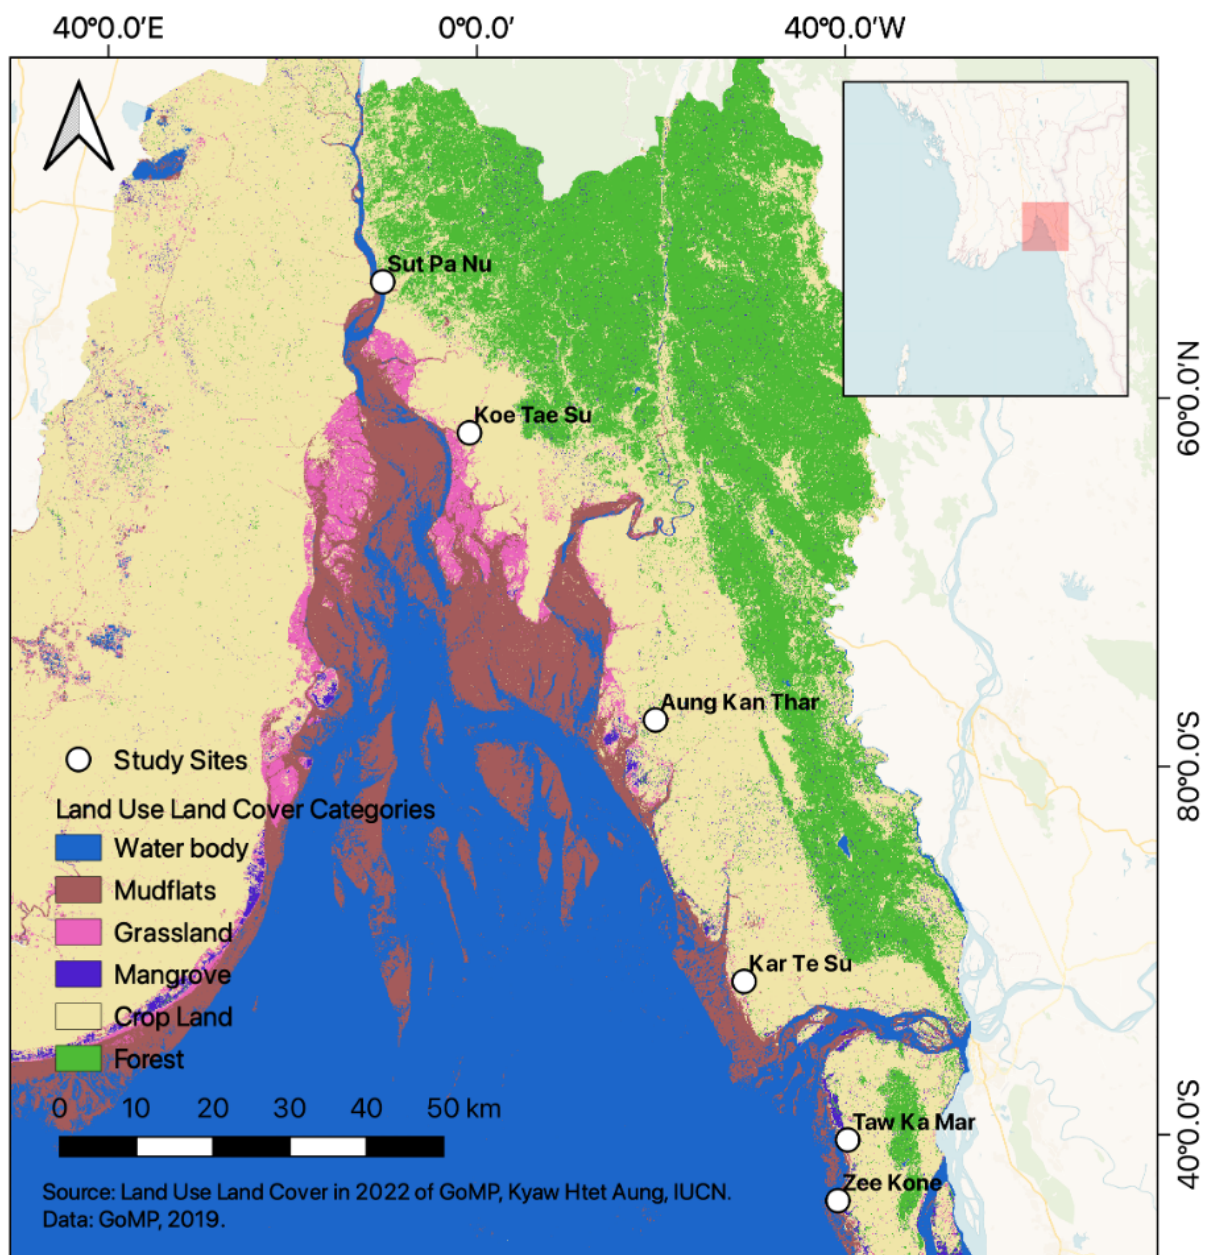 40°0.0'E 0°0.0' 40°0.0'W
Sut Pa Nu
60°0.0'N
Koe Tae Su
Aung Kan Thar
80°0.0'S
Study Sites
Land Use Land Cover Categories
Water body
Mudflats
Grassland
Mangrove
Crop Land
Forest
Kar Te Su
0 10 20 30 40 50 km
Taw Ka Mar
40°0.0'S
Zee Kone
Source: Land Use Land Cover in 2022 of GoMP, Kyaw Htet Aung, IUCN.
Data: GoMP, 2019.